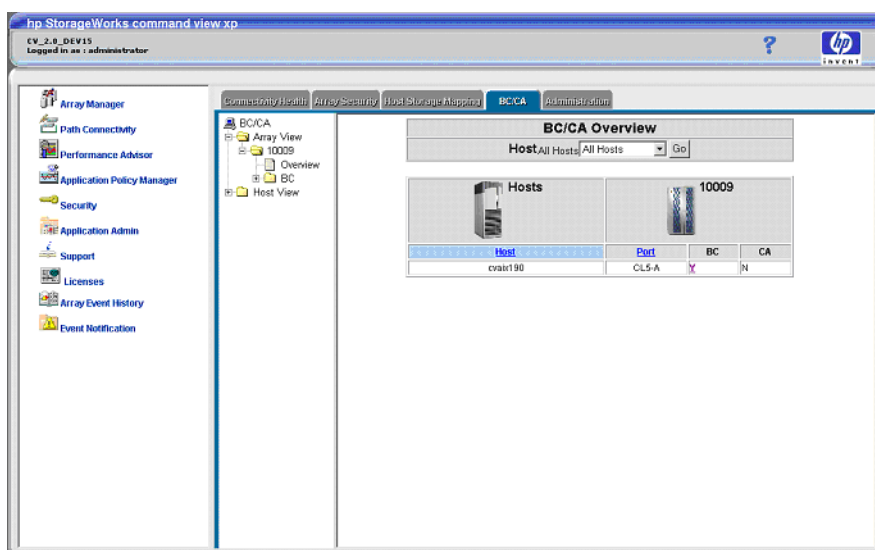 hp StorageWorks command view xp
CV_2.0_DEV15
Logged in as : administrator
?
hp
invent
Array Manager
Path Connectivity
Performance Advisor
Application Policy Manager
Security
Application Admin
Support
Licenses
Array Event History
Event Notification
Connectivity Health Array Security Host Storage Mapping BC/CA Administration
BC/CA
Array View
10009
Overview
BC
Host View
BC/CA Overview
Host All Hosts All Hosts Go
Hosts 10009
Host Port BC CA
cvatr190 CL5-A Y N